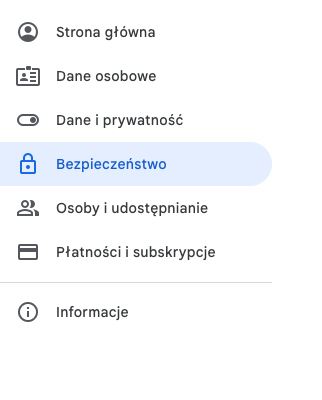 Strona główna
Dane osobowe
Dane i prywatność
Bezpieczeństwo
Osoby i udostępnianie
Płatności i subskrypcje
Informacje